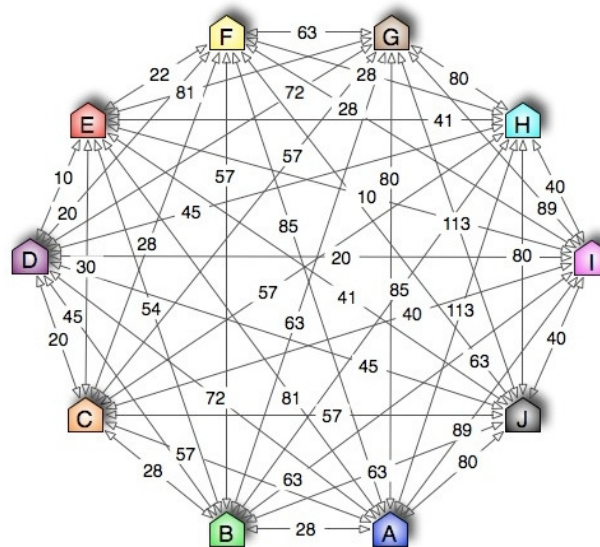 F 63 G
22 81 72 28 80
28
E 41 H
57
10 57 10 80 40
20 45 89
28 85 113
D 20 80 I
30 57 41 85
45 54 63 40 113
20 45 63 40
72 81 57
C J
28 57 63 63 89
80
B 28 A